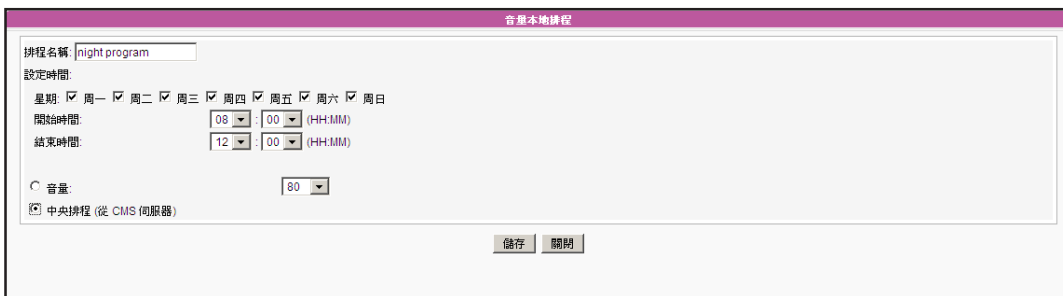 音量本地排程
排程名稱: night program
設定時間:
星期: 周一 周二 周三 周四 周五 周六 周日
開始時間: 08 : 00 (HH:MM)
結束時間: 12 : 00 (HH:MM)
音量: 80
中央排程 (從 CMS 伺服器)
儲存 關閉